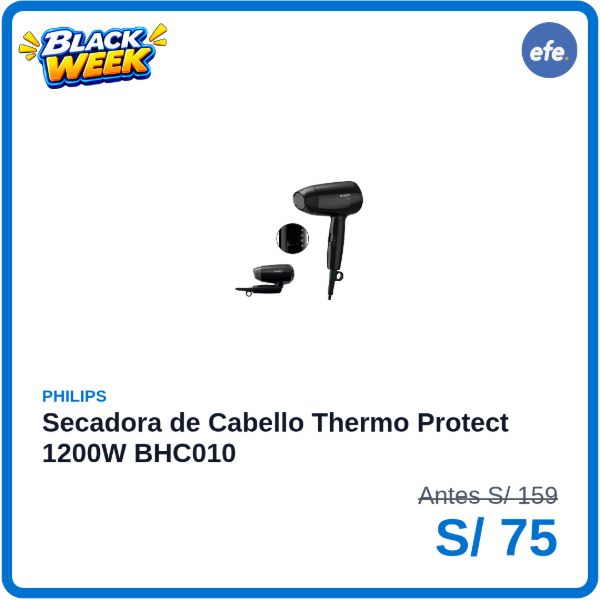 BLACK
WEEK
efe.
PHILIPS
Secadora de Cabello Thermo Protect
1200W BHC010
Antes S/ 159
S/ 75